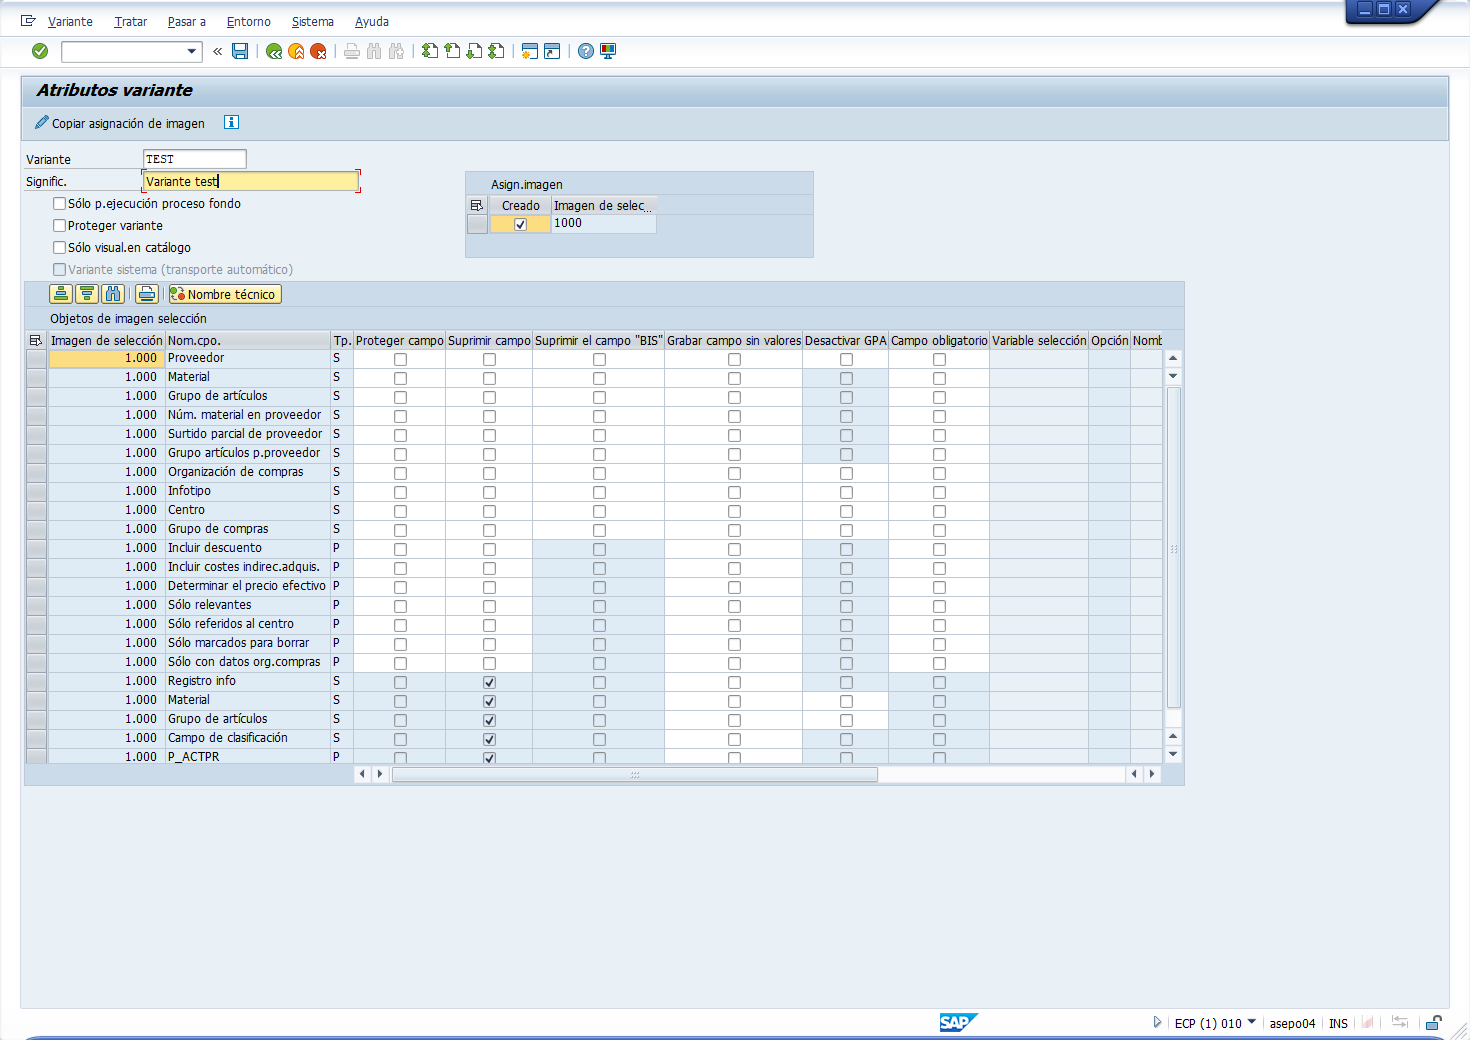 Variante Tratar Pasar a Entorno Sistema Ayuda
Atributos variante
Copiar asignación de imagen
Variante TEST
Signific. Variante test
Sólo p.ejecución proceso fondo
Proteger variante
Sólo visual.en catálogo
Variante sistema (transporte automático)
Asign.imagen
Creado Imagen de selec...
1000
Nombre técnico
Objetos de imagen selección
Imagen de selección Nom.cpo. Tp. Proteger campo Suprimir campo Suprimir el campo "BIS" Grabar campo sin valores Desactivar GPA Campo obligatorio Variable selección Opción Nomb
1.000 Proveedor S
1.000 Material S
1.000 Grupo de artículos S
1.000 Núm. material en proveedor S
1.000 Surtido parcial de proveedor S
1.000 Grupo artículos p.proveedor S
1.000 Organización de compras S
1.000 Infotipo S
1.000 Centro S
1.000 Grupo de compras S
1.000 Incluir descuento P
1.000 Incluir costes indirec.adquis. P
1.000 Determinar el precio efectivo P
1.000 Sólo relevantes P
1.000 Sólo referidos al centro P
1.000 Sólo marcados para borrar P
1.000 Sólo con datos org.compras P
1.000 Registro info S
1.000 Material S
1.000 Grupo de artículos S
1.000 Campo de clasificación S
1.000 P_ACTPR P
SAP
ECP (1) 010 asepo04 INS